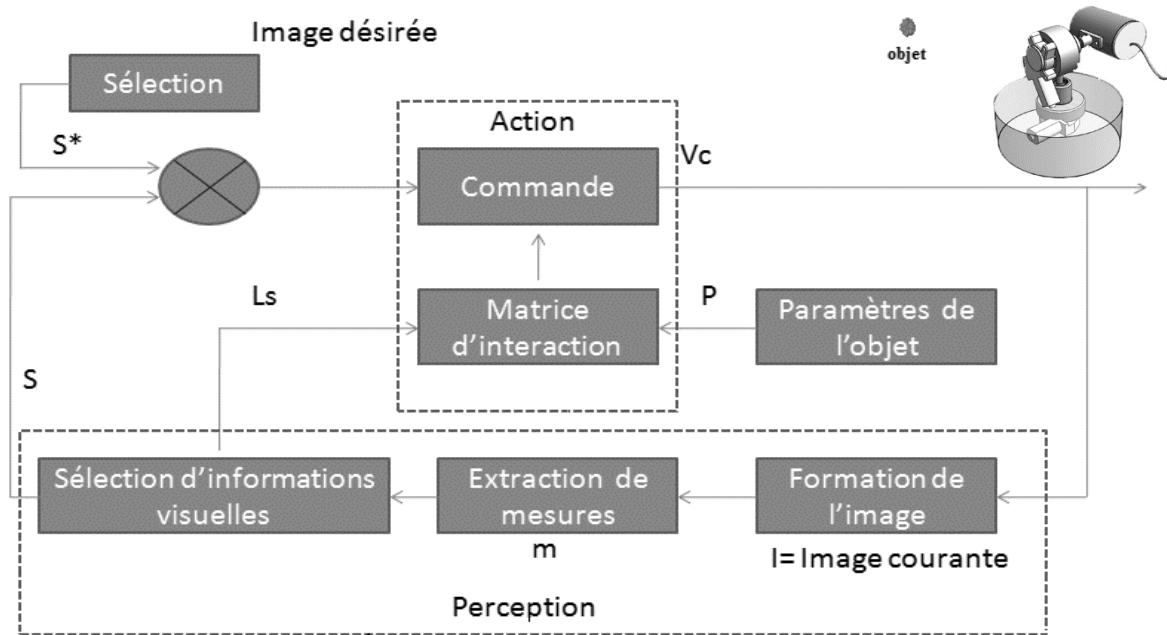 Image désirée
objet
Sélection
S*
Action
Vc
Commande
Ls
Matrice
d'interaction
P
Paramètres de
l'objet
S
Sélection d'informations
visuelles
Extraction de
mesures
m
Formation de
l'image
I= Image courante
Perception